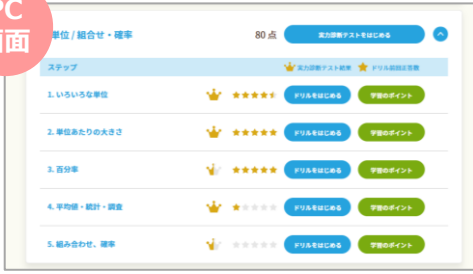 PC
画面
単位 / 組合せ・確率 80 点 実力診断テストをはじめる
ステップ 実力診断テスト結果 ドリル前回正答数
1. いろいろな単位 ドリルをはじめる 学習のポイント
2. 単位あたりの大きさ ドリルをはじめる 学習のポイント
3. 百分率 ドリルをはじめる 学習のポイント
4. 平均値・統計・調査 ドリルをはじめる 学習のポイント
5. 組み合わせ、確率 ドリルをはじめる 学習のポイント